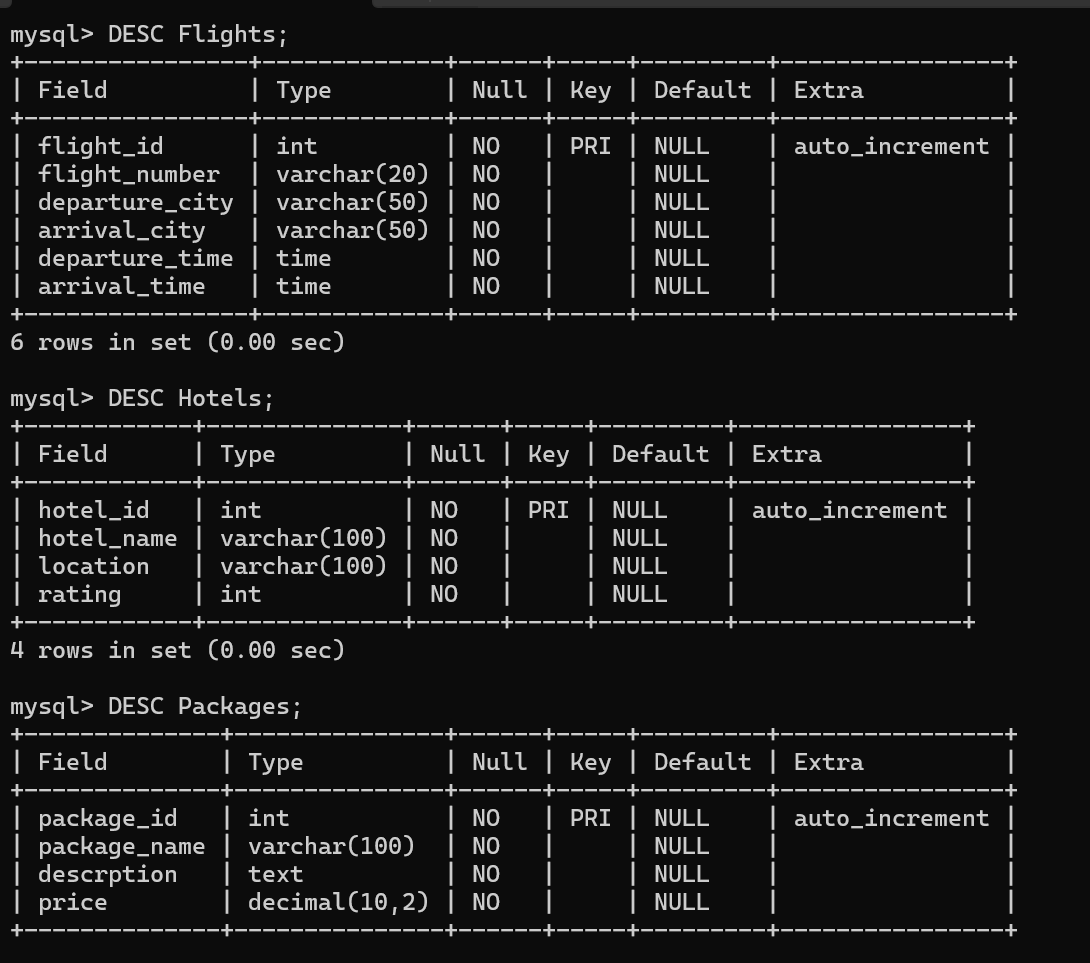 mysql> DESC Flights;
+----------------+-------------+------+-----+---------+----------------+
| Field          | Type        | Null | Key | Default | Extra          |
+----------------+-------------+------+-----+---------+----------------+
| flight_id      | int         | NO   | PRI | NULL    | auto_increment |
| flight_number  | varchar(20) | NO   |     | NULL    |                |
| departure_city | varchar(50) | NO   |     | NULL    |                |
| arrival_city   | varchar(50) | NO   |     | NULL    |                |
| departure_time | time        | NO   |     | NULL    |                |
| arrival_time   | time        | NO   |     | NULL    |                |
+----------------+-------------+------+-----+---------+----------------+
6 rows in set (0.00 sec)

mysql> DESC Hotels;
+------------+--------------+------+-----+---------+----------------+
| Field      | Type         | Null | Key | Default | Extra          |
+------------+--------------+------+-----+---------+----------------+
| hotel_id   | int          | NO   | PRI | NULL    | auto_increment |
| hotel_name | varchar(100) | NO   |     | NULL    |                |
| location   | varchar(100) | NO   |     | NULL    |                |
| rating     | int          | NO   |     | NULL    |                |
+------------+--------------+------+-----+---------+----------------+
4 rows in set (0.00 sec)

mysql> DESC Packages;
+--------------+---------------+------+-----+---------+----------------+
| Field        | Type          | Null | Key | Default | Extra          |
+--------------+---------------+------+-----+---------+----------------+
| package_id   | int           | NO   | PRI | NULL    | auto_increment |
| package_name | varchar(100)  | NO   |     | NULL    |                |
| descrption   | text          | NO   |     | NULL    |                |
| price        | decimal(10,2) | NO   |     | NULL    |                |
+--------------+---------------+------+-----+---------+----------------+